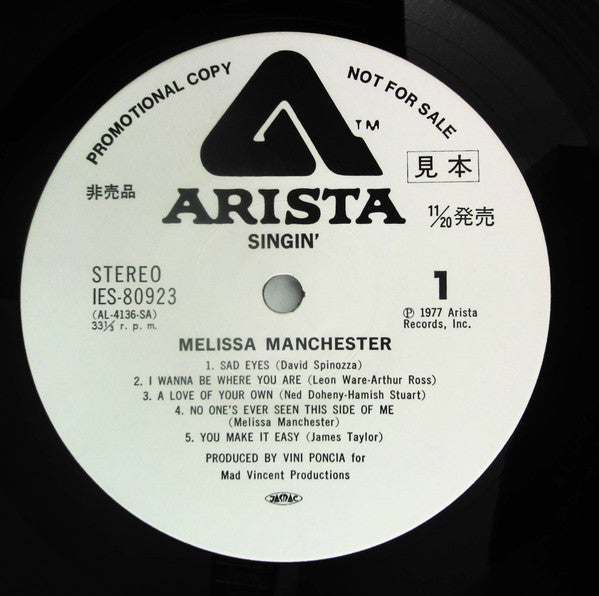 PROMOTIONAL COPY
NOT FOR SALE
TM
見本
非売品
ARISTA
11/20発売
SINGIN'
STEREO
IES-80923
(AL-4136-SA)
33⅓ r. p. m.
1
Ⓟ 1977 Arista
Records, Inc.
MELISSA MANCHESTER
1. SAD EYES (David Spinozza)
2. I WANNA BE WHERE YOU ARE (Leon Ware-Arthur Ross)
3. A LOVE OF YOUR OWN (Ned Doheny-Hamish Stuart)
4. NO ONE'S EVER SEEN THIS SIDE OF ME
(Melissa Manchester)
5. YOU MAKE IT EASY (James Taylor)
PRODUCED BY VINI PONCIA for
Mad Vincent Productions
JASRAC